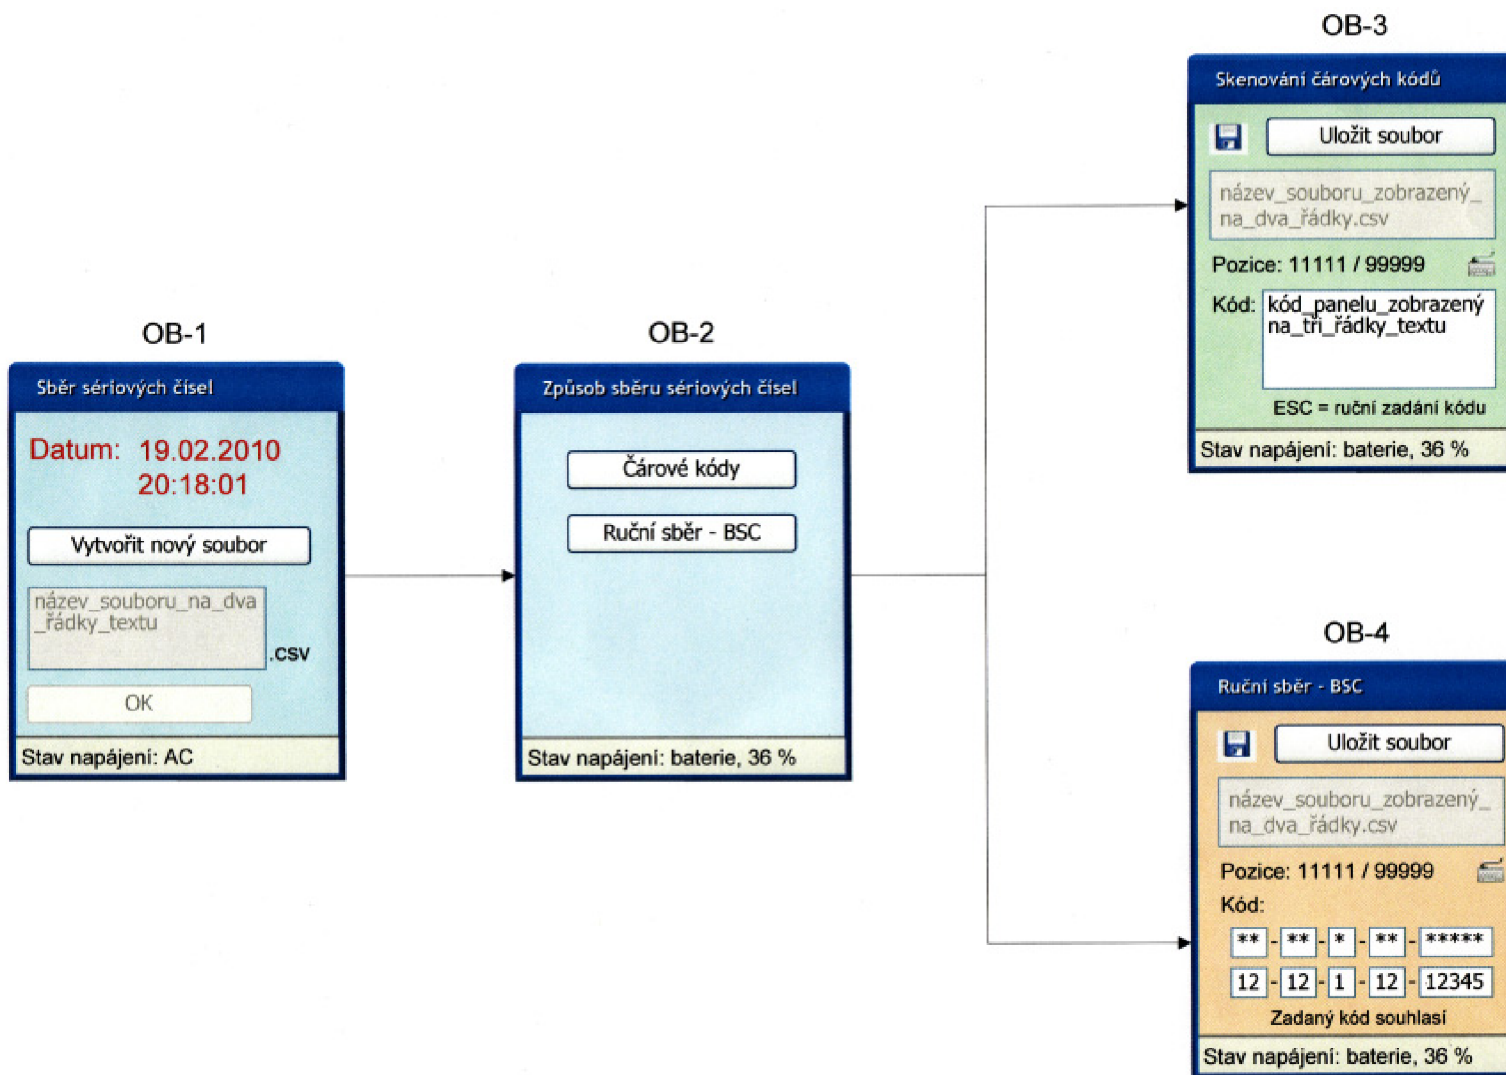 OB-1
Sběr sériových čísel
Datum: 19.02.2010
20:18:01
Vytvořit nový soubor
název_souboru_na_dva
_řádky_textu
.csv
OK
Stav napájení: AC
OB-2
Způsob sběru sériových čísel
Čárové kódy
Ruční sběr - BSC
Stav napájení: baterie, 36 %
OB-3
Skenování čárových kódů
Uložit soubor
název_souboru_zobrazený_
na_dva_řádky.csv
Pozice: 11111 / 99999
Kód: kód_panelu_zobrazený
na_tři_řádky_textu
ESC = ruční zadání kódu
Stav napájení: baterie, 36 %
OB-4
Ruční sběr - BSC
Uložit soubor
název_souboru_zobrazený_
na_dva_řádky.csv
Pozice: 11111 / 99999
Kód:
** - ** - * - ** - *****
12 - 12 - 1 - 12 - 12345
Zadaný kód souhlasí
Stav napájení: baterie, 36 %